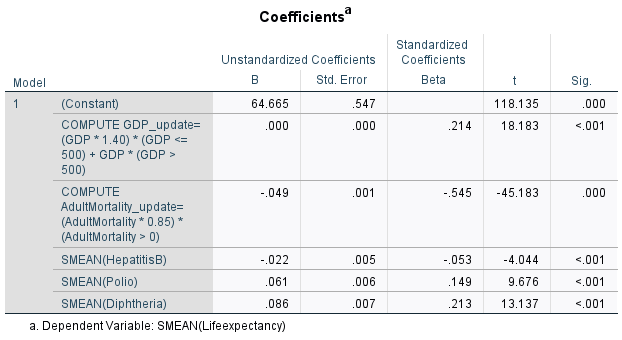 Coefficientsa
Unstandardized Coefficients Standardized Coefficients
Model B Std. Error Beta t Sig.
1 (Constant) 64.665 .547 118.135 .000
COMPUTE GDP_update= .000 .000 .214 18.183 <.001
(GDP * 1.40) * (GDP <=
500) + GDP * (GDP >
500)
COMPUTE -.049 .001 -.545 -45.183 .000
AdultMortality_update=
(AdultMortality * 0.85) *
(AdultMortality > 0)
SMEAN(HepatitisB) -.022 .005 -.053 -4.044 <.001
SMEAN(Polio) .061 .006 .149 9.676 <.001
SMEAN(Diphtheria) .086 .007 .213 13.137 <.001
a. Dependent Variable: SMEAN(Lifeexpectancy)